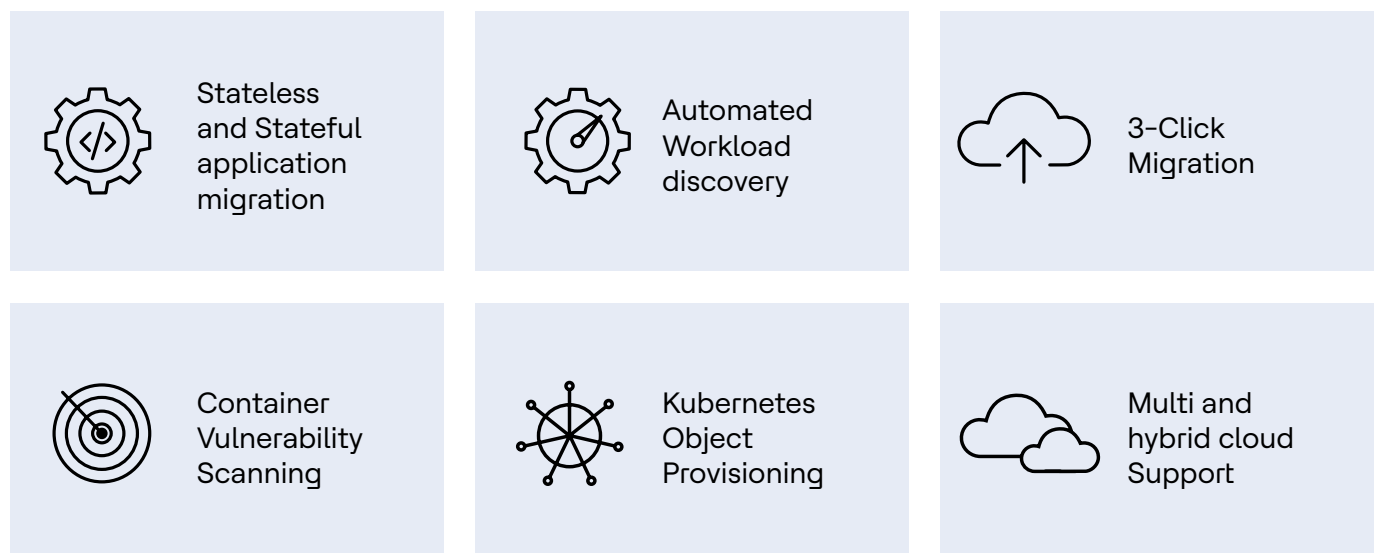 Stateless
and Stateful
application
migration
Automated
Workload
discovery
3-Click
Migration
Container
Vulnerability
Scanning
Kubernetes
Object
Provisioning
Multi and
hybrid cloud
Support